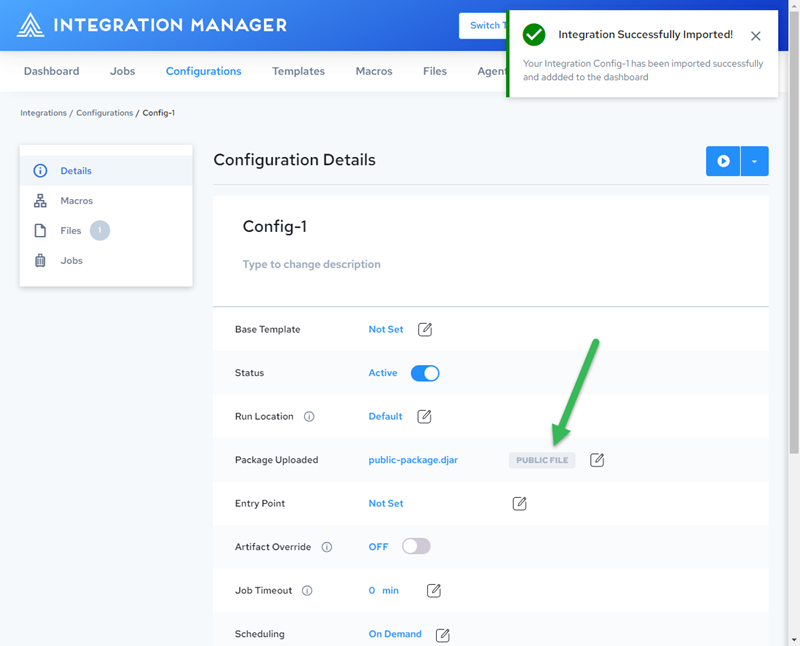 INTEGRATION MANAGER
Switch
Integration Successfully Imported!
Your Integration Config-1 has been imported successfully
and addded to the dashboard
Dashboard
Jobs
Configurations
Templates
Macros
Files
Agen
Integrations / Configurations / Config-1
Details
Macros
Files 1
Jobs
Configuration Details
Config-1
Type to change description
Base Template Not Set
Status Active
Run Location Default
Package Uploaded public-package.djar PUBLIC FILE
Entry Point Not Set
Artifact Override OFF
Job Timeout 0 min
Scheduling On Demand